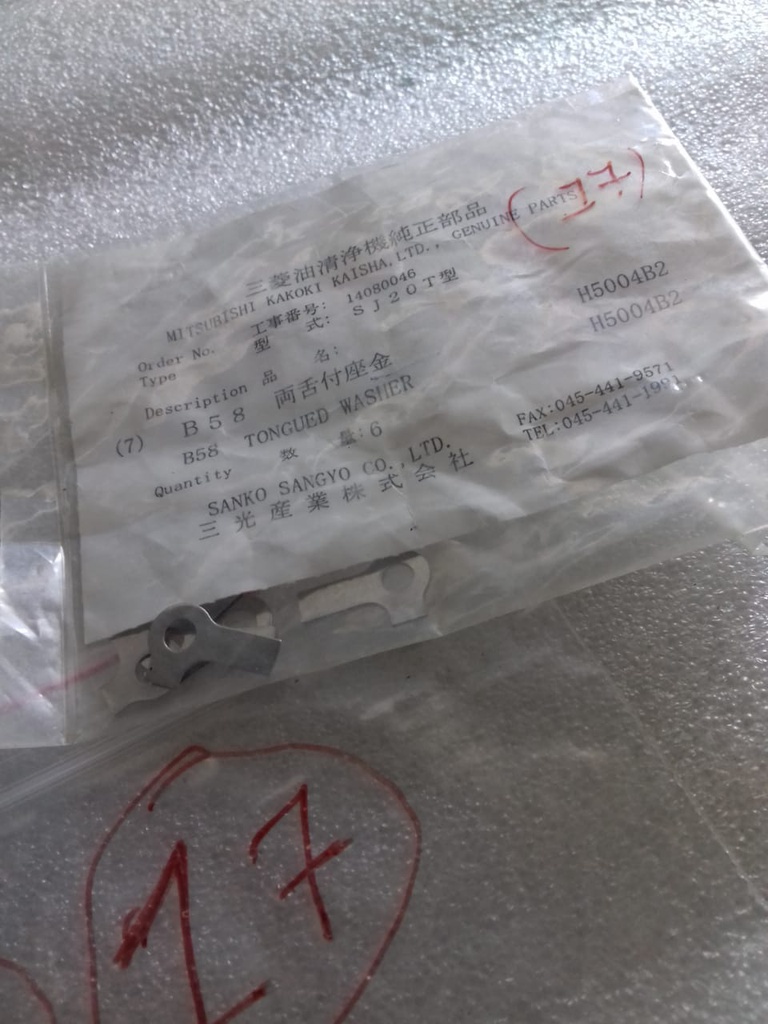 (17)
三菱油清浄機純正部品
MITSUBISHI KAKOKI KAISHA, LTD., GENUINE PARTS
工事番号: 14080046
Order No.
型 式: SJ20T型
Type
H5004B2
H5004B2
品 名:
Description
(7) B58 両舌付座金
B58 TONGUED WASHER
数 量: 6
Quantity
FAX:045-441-9571
TEL:045-441-1991
SANKO SANGYO CO.,LTD.
三光産業株式会社
17